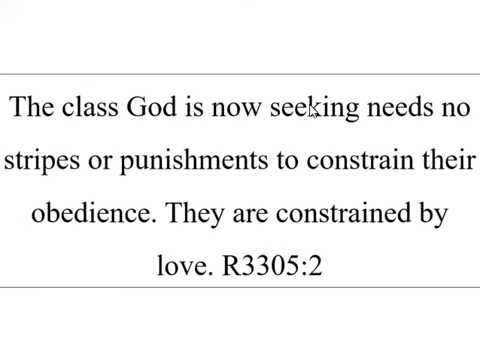 The class God is now seeking needs no
stripes or punishments to constrain their
obedience. They are constrained by
love. R3305:2